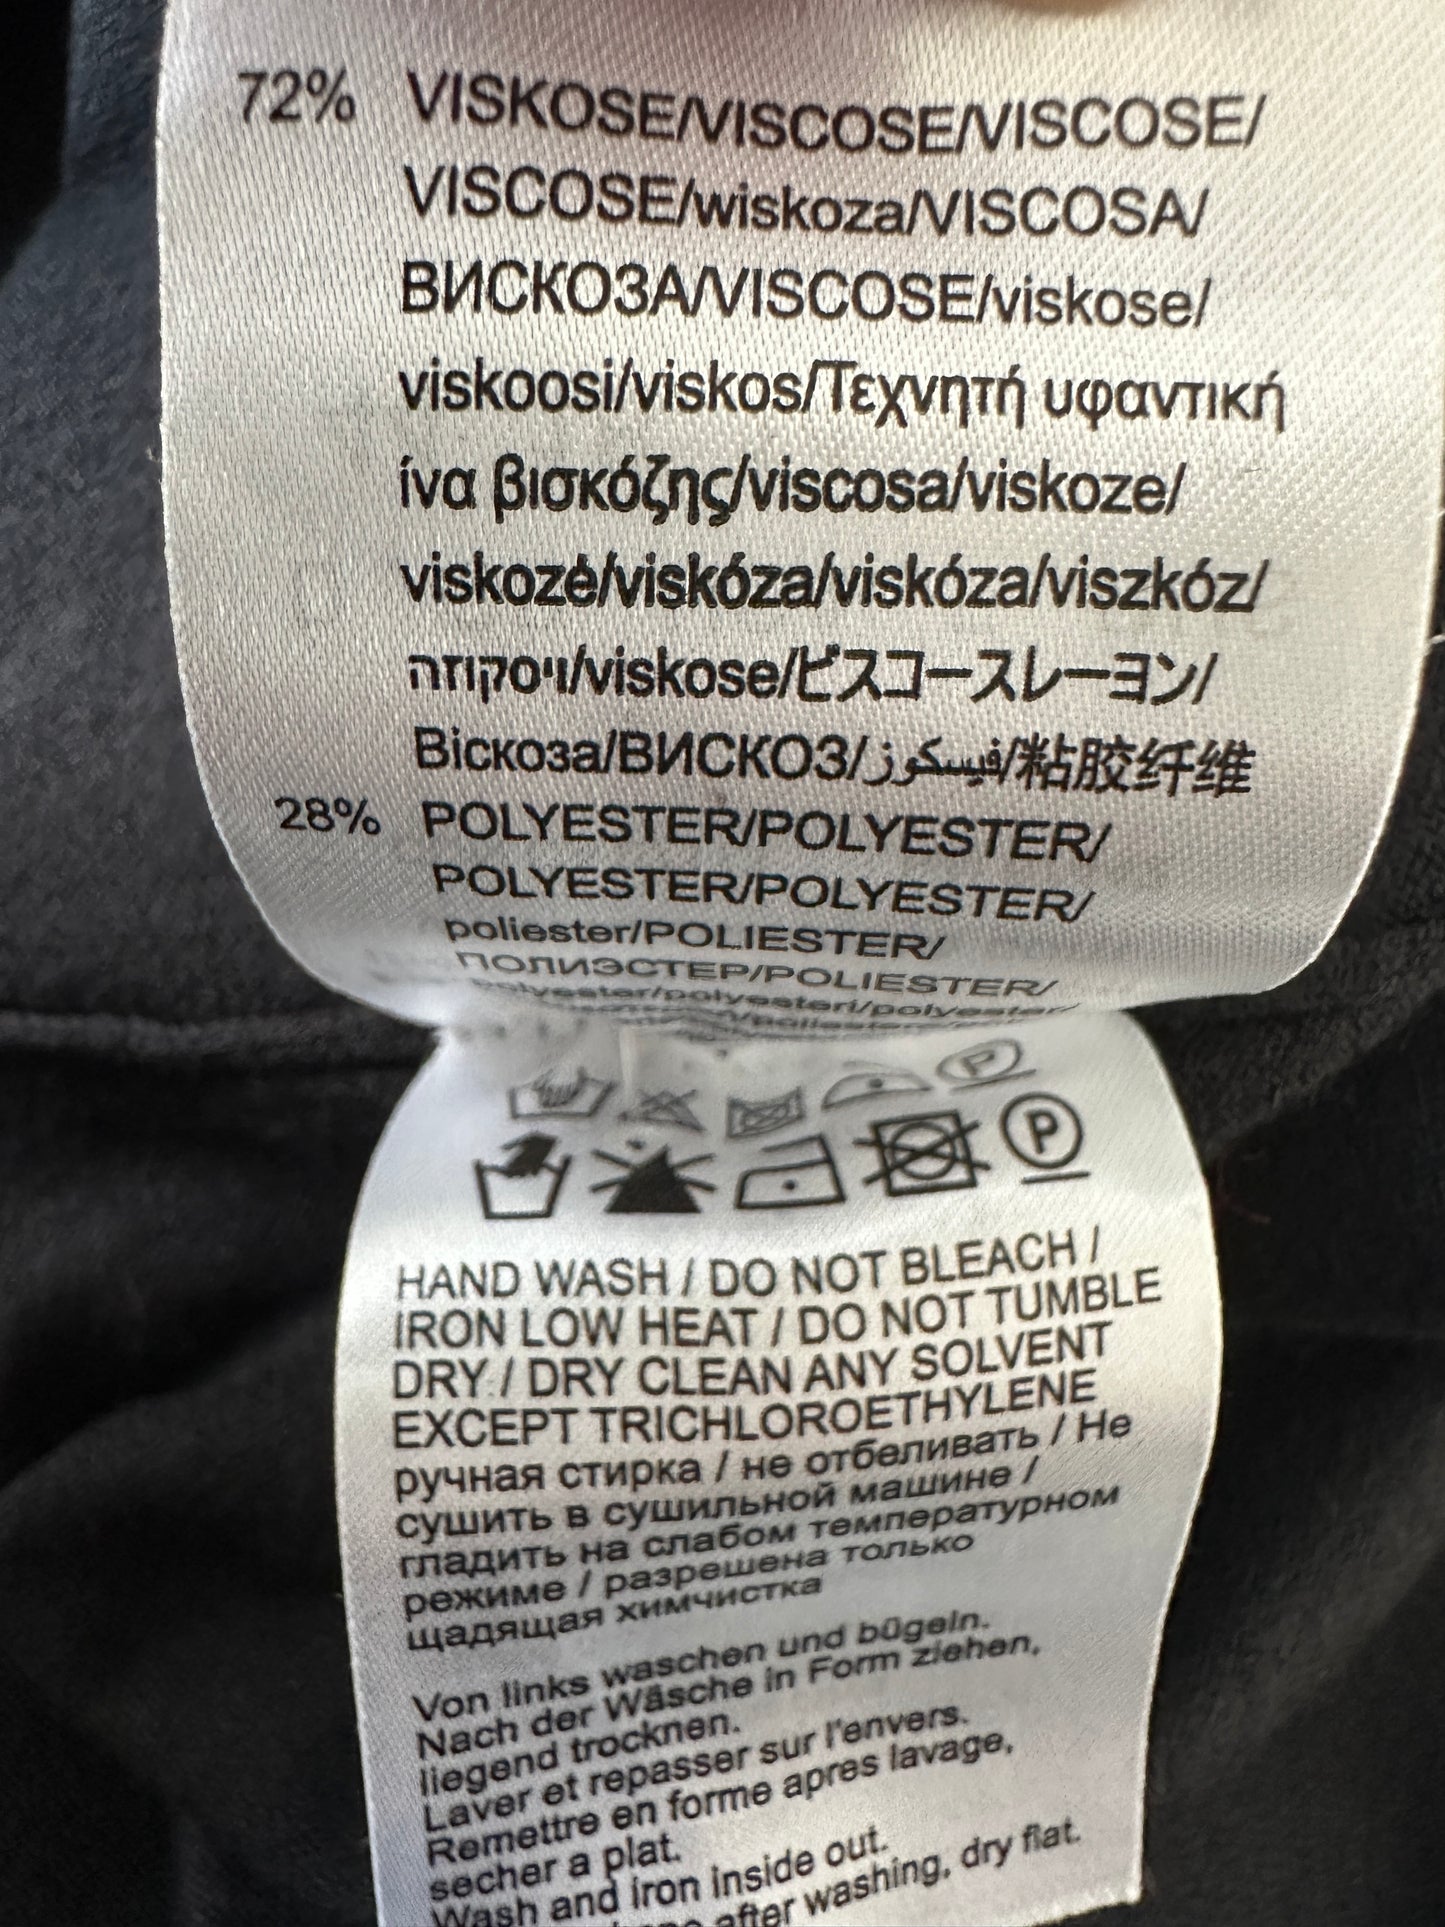 72% VISKOSE/VISCOSE/VISCOSE/
VISCOSE/wiskoza/VISCOSA/
ВИСКОЗА/VISCOSE/viskose/
viskoosi/viskos/Τεχνητή υφαντική
ίνα βισκόζης/viscosa/viskoze/
viskozė/viskóza/viskóza/viszkóz/
ויסקוזה/viskose/ビスコースレーヨン/
Віскоза/ВИСКОЗ/فيسكوز/粘胶纤维
28% POLYESTER/POLYESTER/
POLYESTER/POLYESTER/
poliester/POLIESTER/
ПОЛИЭСТЕР/POLIESTER/
polyester/polyesteri/polyester/
P
P
HAND WASH / DO NOT BLEACH /
IRON LOW HEAT / DO NOT TUMBLE
DRY / DRY CLEAN ANY SOLVENT
EXCEPT TRICHLOROETHYLENE
ручная стирка / не отбеливать / Не
сушить в сушильной машине /
гладить на слабом температурном
режиме / разрешена только
щадящая химчистка
Von links waschen und bügeln.
Nach der Wäsche in Form ziehen,
liegend trocknen.
Laver et repasser sur l'envers.
Remettre en forme apres lavage,
secher a plat.
Wash and iron inside out.
after washing, dry flat.